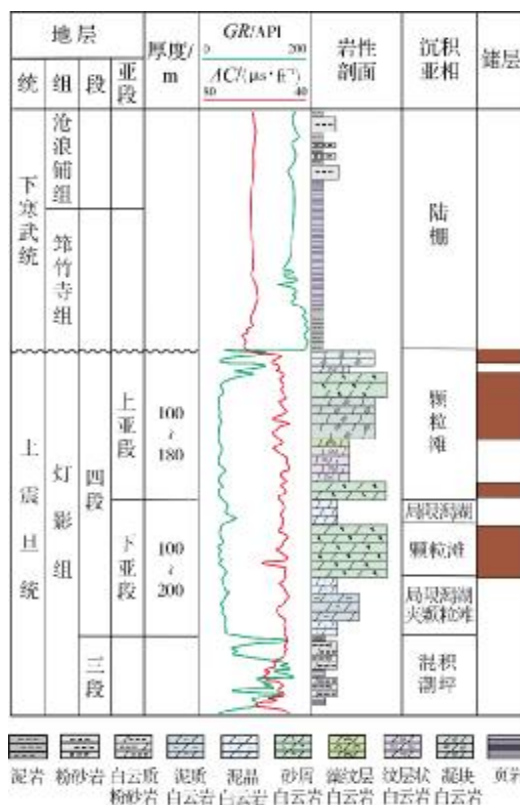 地层
厚度/
m
GR/API
0 200
AC/(μs·ft⁻¹)
80 40
岩性
剖面
沉积
亚相
储层
统
组
段
亚段
下寒武统
沧浪铺组
筇竹寺组
陆棚
上震旦统
灯影组
四段
上亚段
100
~
180
颗粒滩
下亚段
100
~
200
局限潟湖
颗粒滩
局限潟湖
夹颗粒滩
三段
混积
潮坪
泥岩
粉砂岩
白云质
粉砂岩
泥质
白云岩
泥晶
白云岩
砂屑
白云岩
藻纹层
白云岩
纹层状
白云岩
凝块
白云岩
页岩